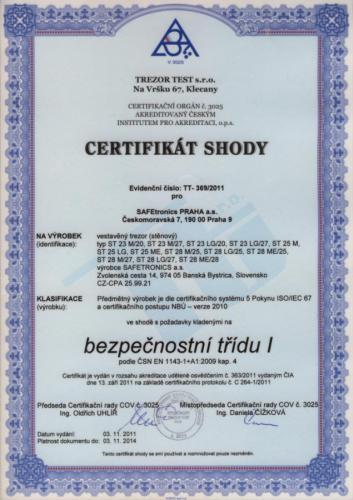 V 3025
TREZOR TEST s.r.o.
Na Vršku 67, Klecany
CERTIFIKAČNÍ ORGÁN č. 3025
AKREDITOVANÝ ČESKÝM
INSTITUTEM PRO AKREDITACI, o.p.s.
CERTIFIKÁT SHODY
Evidenční číslo: TT- 369/2011
pro
SAFEtronics PRAHA a.s.
Českomoravská 7, 190 00 Praha 9
NA VÝROBEK vestavěný trezor (stěnový)
(identifikace): typ ST 23 M/20, ST 23 M/27, ST 23 LG/20, ST 23 LG/27, ST 25 M,
ST 25 LG, ST 25 ME, ST 28 M/25, ST 28 LG/25, ST 28 ME/25,
ST 28 M/27, ST 28 LG/27, ST 28 ME/28
výrobce SAFETRONICS a.s.
Zvolenská cesta 14, 974 05 Banská Bystrica, Slovensko
CZ-CPA 25.99.21
KLASIFIKACE Předmětný výrobek je dle certifikačního systému 5 Pokynu ISO/IEC 67
(výrobku): a certifikačního postupu NBÚ – verze 2010
ve shodě s požadavky kladenými na
bezpečnostní třídu I
podle ČSN EN 1143-1+A1:2009 kap. 4
Certifikát je vydán v rozsahu akreditace udělené osvědčením č. 363/2011 vydaným ČIA
dne 13. září 2011 na základě certifikačního protokolu č. C 264-1/2011
Předseda Certifikační rady COV č. 3025 Místopředseda Certifikační rady COV č. 3025
Ing. Oldřich UHLÍŘ Ing. Daniela ČÍŽKOVÁ
Datum vydání: 03. 11. 2011
Platnost dokumentu do: 03. 11. 2014
Tento certifikát se smí používat a rozmnožovat pouze nezměněn.